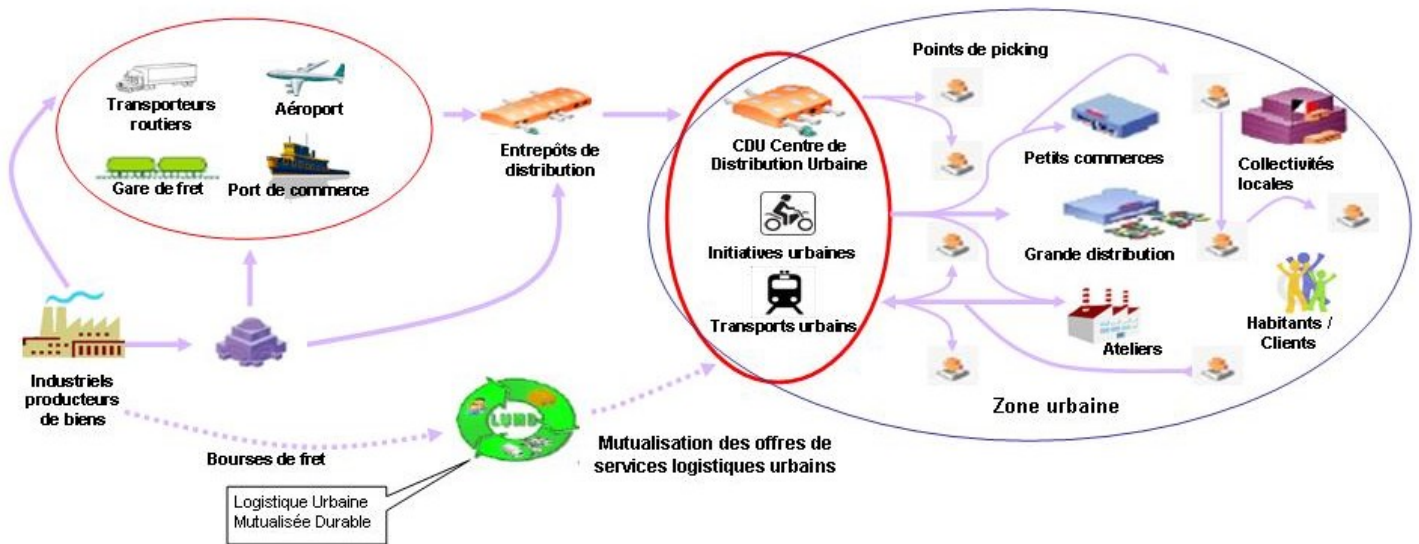 Transporteurs
routiers
Aéroport
Gare de fret
Port de commerce
Entrepôts de
distribution
Industriels
producteurs
de biens
Bourses de fret
LUMD
Logistique Urbaine
Mutualisée Durable
Mutualisation des offres de
services logistiques urbains
CDU Centre de
Distribution Urbaine
Initiatives urbaines
Transports urbains
Points de picking
Petits commerces
Collectivités
locales
Grande distribution
Ateliers
Habitants /
Clients
Zone urbaine